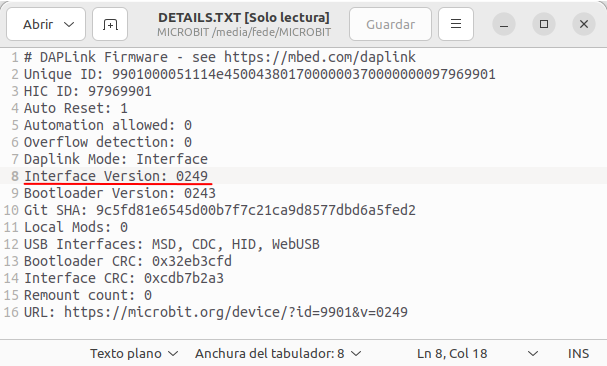 Abrir
DETAILS.TXT [Solo lectura]
MICROBIT /media/fede/MICROBIT
Guardar
1 # DAPLink Firmware - see https://mbed.com/daplink
2 Unique ID: 9901000051114e45004380170000003700000000097969901
3 HIC ID: 97969901
4 Auto Reset: 1
5 Automation allowed: 0
6 Overflow detection: 0
7 Daplink Mode: Interface
8 Interface Version: 0249
9 Bootloader Version: 0243
10 Git SHA: 9c5fd81e6545d00b7f7c21ca9d8577dbd6a5fed2
11 Local Mods: 0
12 USB Interfaces: MSD, CDC, HID, WebUSB
13 Bootloader CRC: 0x32eb3cfd
14 Interface CRC: 0xcdb7b2a3
15 Remount count: 0
16 URL: https://microbit.org/device/?id=9901&v=0249
Texto plano Anchura del tabulador: 8 Ln 8, Col 18 INS